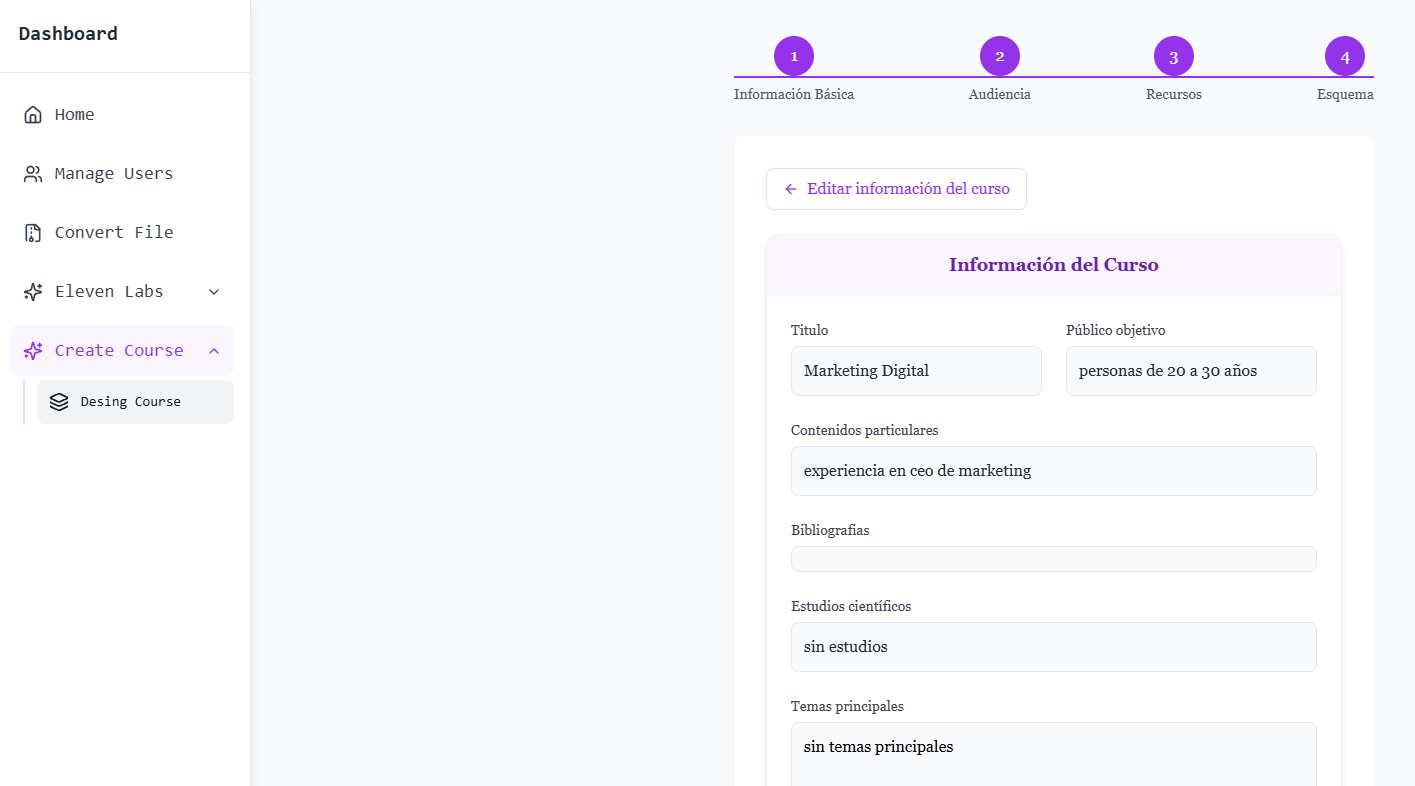 Dashboard
Home
Manage Users
Convert File
Eleven Labs
Create Course
Desing Course
1 2 3 4
Información Básica Audiencia Recursos Esquema
Editar información del curso
Información del Curso
Titulo Público objetivo
Marketing Digital personas de 20 a 30 años
Contenidos particulares
experiencia en ceo de marketing
Bibliografias
Estudios científicos
sin estudios
Temas principales
sin temas principales